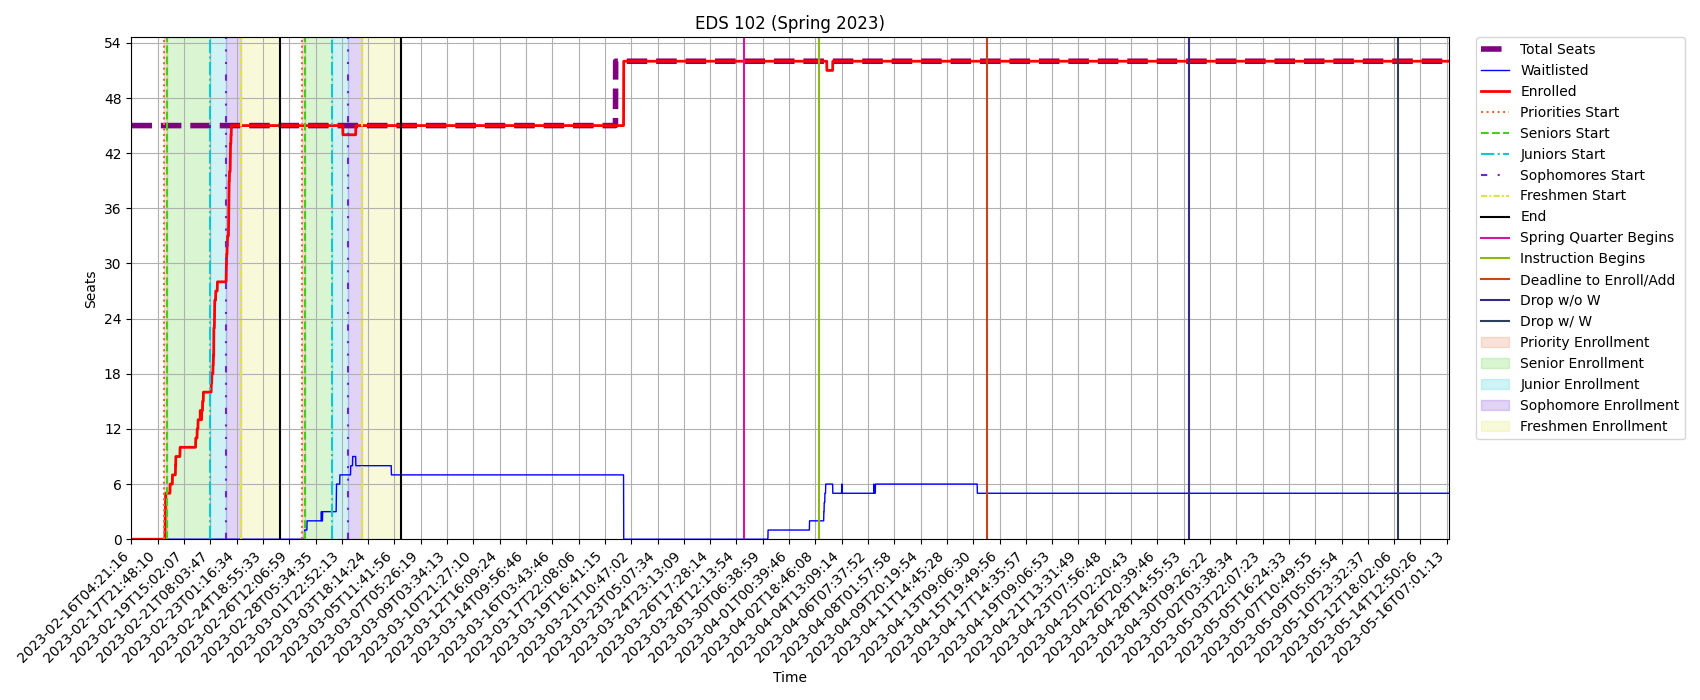 EDS 102 (Spring 2023)
Seats
54
48
42
36
30
24
18
12
6
0
2023-02-16T04:21:16
2023-02-17T21:48:10
2023-02-19T15:02:07
2023-02-21T08:03:47
2023-02-23T01:16:34
2023-02-24T18:55:33
2023-02-26T12:06:59
2023-02-28T05:34:35
2023-03-01T22:52:13
2023-03-03T18:14:24
2023-03-05T11:41:56
2023-03-07T05:26:19
2023-03-09T03:34:13
2023-03-10T21:27:10
2023-03-12T16:09:24
2023-03-14T09:56:46
2023-03-16T03:43:46
2023-03-17T22:08:06
2023-03-19T16:41:15
2023-03-21T10:47:02
2023-03-23T05:07:34
2023-03-24T23:13:09
2023-03-26T17:28:14
2023-03-28T12:13:54
2023-03-30T06:38:59
2023-04-01T00:39:46
2023-04-02T18:46:08
2023-04-04T13:09:14
2023-04-06T07:37:52
2023-04-08T01:57:58
2023-04-09T20:19:54
2023-04-11T14:45:28
2023-04-13T09:06:30
2023-04-15T19:49:56
2023-04-17T14:35:57
2023-04-19T09:06:53
2023-04-21T13:31:49
2023-04-23T07:56:48
2023-04-25T02:20:43
2023-04-26T20:39:46
2023-04-28T14:55:53
2023-04-30T09:26:22
2023-05-02T03:38:34
2023-05-03T22:07:23
2023-05-05T16:24:33
2023-05-07T10:49:55
2023-05-09T05:05:54
2023-05-10T23:32:37
2023-05-12T18:02:06
2023-05-14T12:50:26
2023-05-16T07:01:13
Time
Total Seats
Waitlisted
Enrolled
Priorities Start
Seniors Start
Juniors Start
Sophomores Start
Freshmen Start
End
Spring Quarter Begins
Instruction Begins
Deadline to Enroll/Add
Drop w/o W
Drop w/ W
Priority Enrollment
Senior Enrollment
Junior Enrollment
Sophomore Enrollment
Freshmen Enrollment